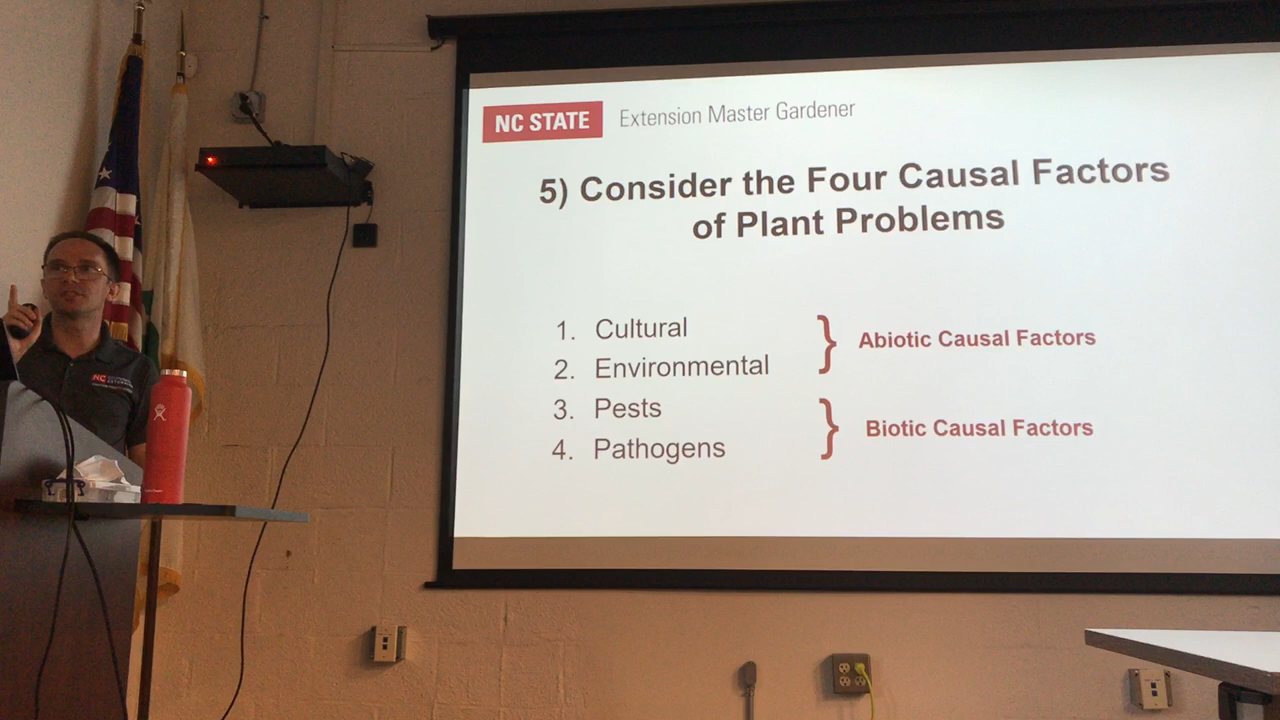 NC STATE Extension Master Gardener
5) Consider the Four Causal Factors
of Plant Problems
1. Cultural
2. Environmental
} Abiotic Causal Factors
3. Pests
4. Pathogens
} Biotic Causal Factors
NC